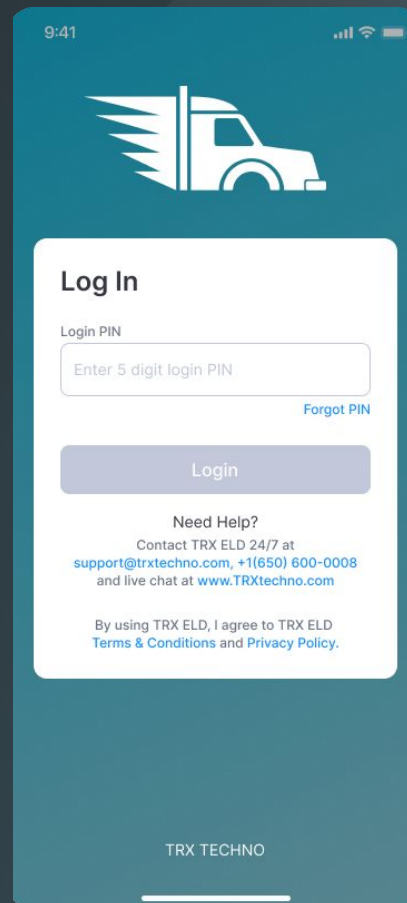 9:41
Log In
Login PIN
Enter 5 digit login PIN
Forgot PIN
Login
Need Help?
Contact TRX ELD 24/7 at
support@trxtechno.com, +1(650) 600-0008
and live chat at www.TRXtechno.com
By using TRX ELD, I agree to TRX ELD
Terms & Conditions and Privacy Policy.
TRX TECHNO